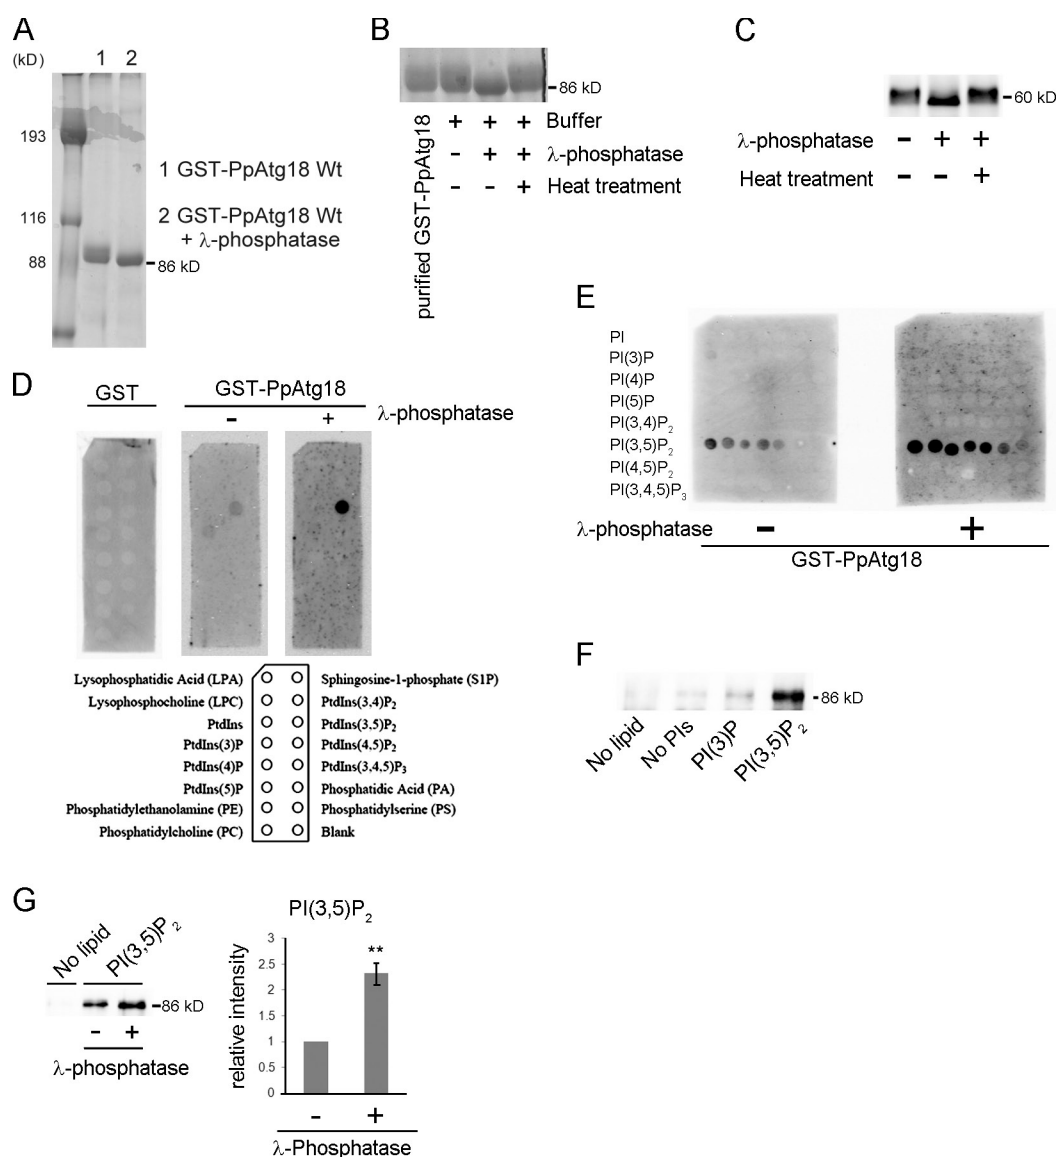 A
(kD)
1 2
193
116
88
1 GST-PpAtg18 Wt
2 GST-PpAtg18 Wt
+ λ-phosphatase
86 kD
B
86 kD
purified GST-PpAtg18
+ + + Buffer
- + + λ-phosphatase
- - + Heat treatment
C
60 kD
λ-phosphatase - + +
Heat treatment - - +
D
GST
GST-PpAtg18
- + λ-phosphatase
Lysophosphatidic Acid (LPA) Sphingosine-1-phosphate (S1P)
Lysophosphocholine (LPC) PtdIns(3,4)P2
PtdIns PtdIns(3,5)P2
PtdIns(3)P PtdIns(4,5)P2
PtdIns(4)P PtdIns(3,4,5)P3
PtdIns(5)P Phosphatidic Acid (PA)
Phosphatidylethanolamine (PE) Phosphatidylserine (PS)
Phosphatidylcholine (PC) Blank
E
PI
PI(3)P
PI(4)P
PI(5)P
PI(3,4)P2
PI(3,5)P2
PI(4,5)P2
PI(3,4,5)P3
λ-phosphatase - +
GST-PpAtg18
F
86 kD
No lipid
No PIs
PI(3)P
PI(3,5)P2
G
No lipid
PI(3,5)P2
86 kD
- +
λ-phosphatase
PI(3,5)P2
relative intensity
3
2.5
2
1
0.5
0
**
- +
λ-Phosphatase